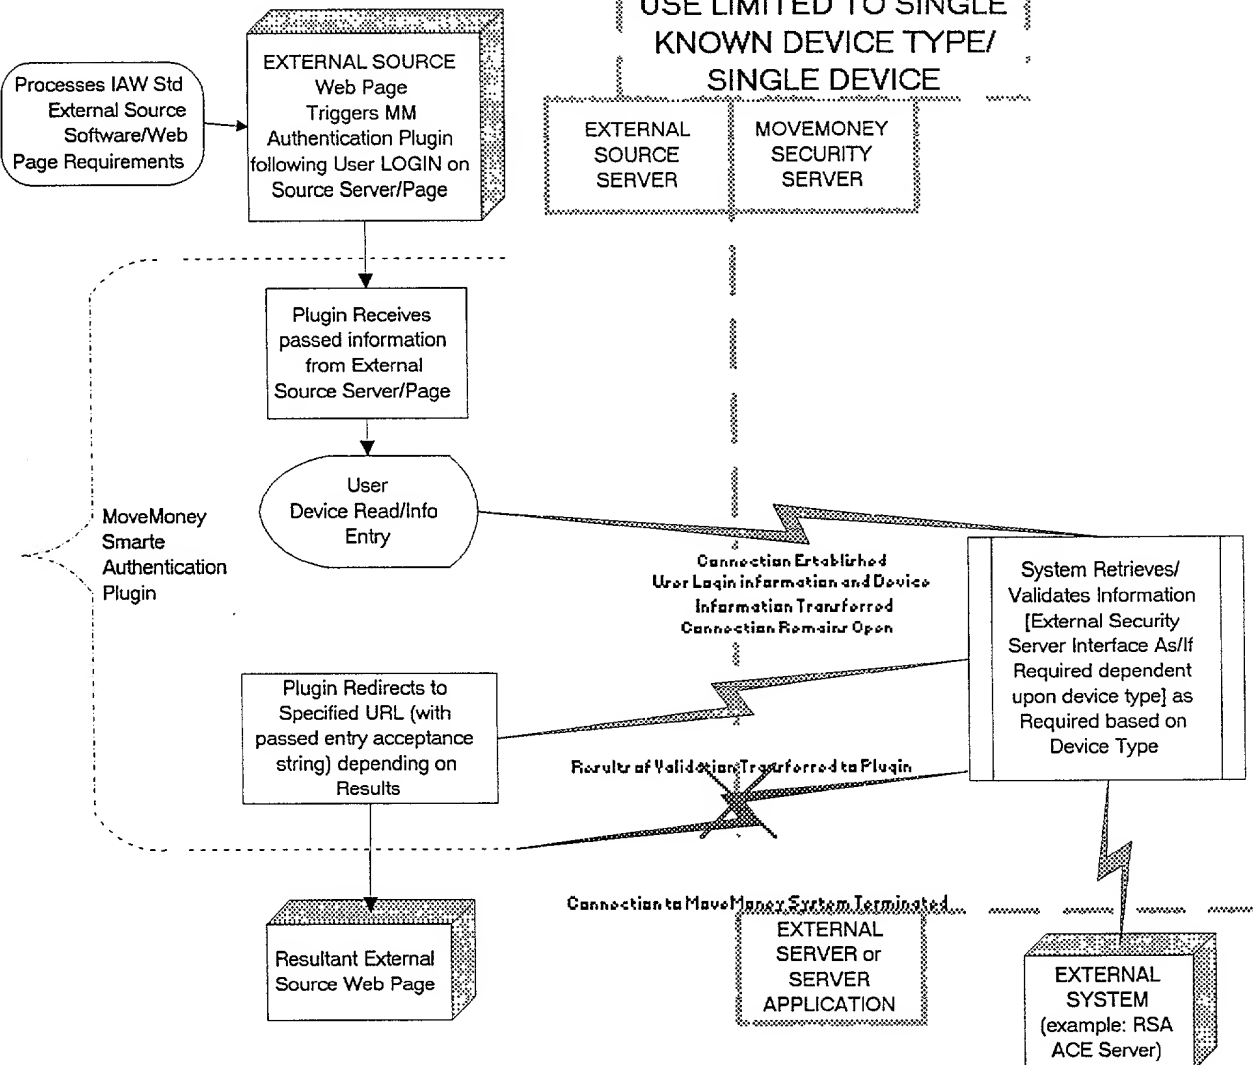 USE LIMITED TO SINGLE
KNOWN DEVICE TYPE/
SINGLE DEVICE
EXTERNAL SOURCE
Web Page
Triggers MM
Authentication Plugin
following User LOGIN on
Source Server/Page
Processes IAW Std
External Source
Software/Web
Page Requirements
EXTERNAL
SOURCE
SERVER
MOVEMONEY
SECURITY
SERVER
Plugin Receives
passed information
from External
Source Server/Page
User
Device Read/Info
Entry
MoveMoney
Smarte
Authentication
Plugin
Connection Established
User Login information and Device
Information Transferred
Connection Remains Open
System Retrieves/
Validates Information
[External Security
Server Interface As/If
Required dependent
upon device type] as
Required based on
Device Type
Plugin Redirects to
Specified URL (with
passed entry acceptance
string) depending on
Results
Results of Validation Transferred to Plugin
Connection to MoveMoney System Terminated
Resultant External
Source Web Page
EXTERNAL
SERVER or
SERVER
APPLICATION
EXTERNAL
SYSTEM
(example: RSA
ACE Server)